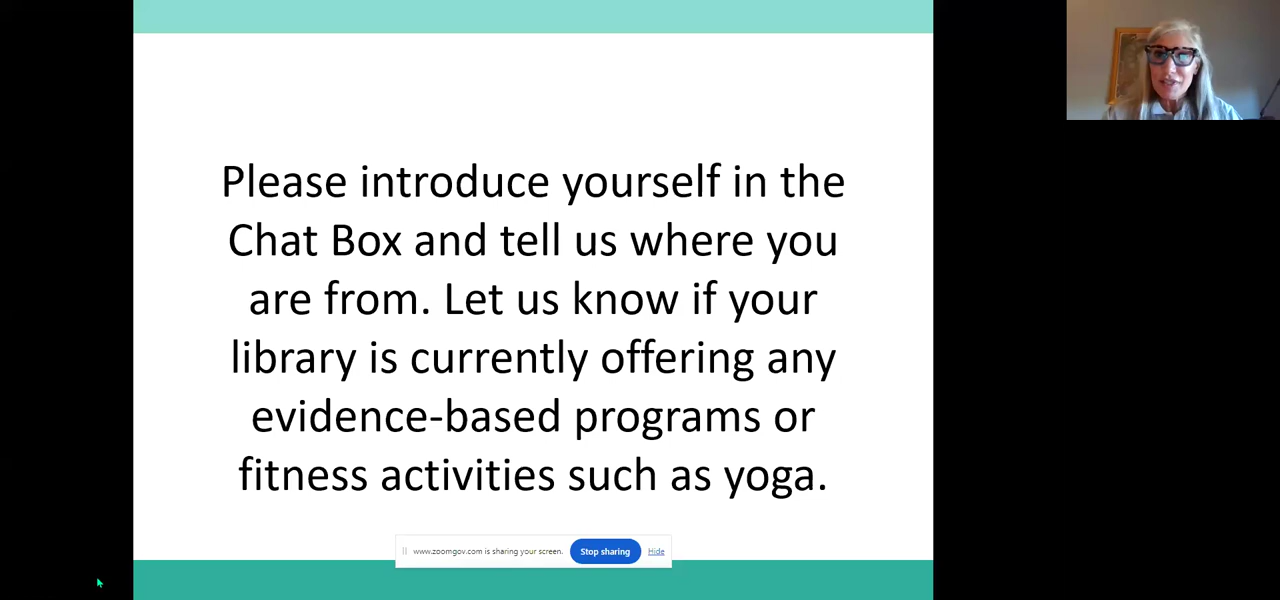 Please introduce yourself in the
Chat Box and tell us where you
are from. Let us know if your
library is currently offering any
evidence-based programs or
fitness activities such as yoga.
www.zoomgov.com is sharing your screen. Stop sharing Hide